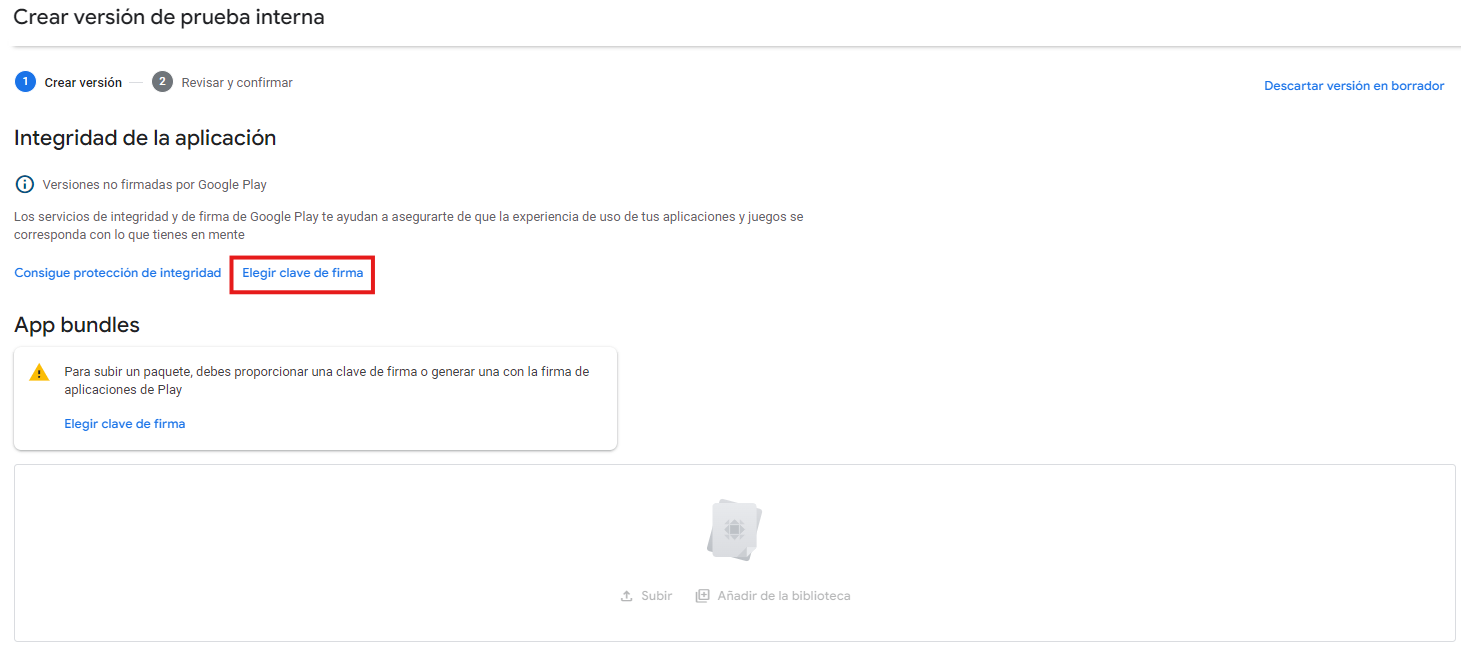 Crear versión de prueba interna
1 Crear versión 2 Revisar y confirmar
Descartar versión en borrador
Integridad de la aplicación
Versiones no firmadas por Google Play
Los servicios de integridad y de firma de Google Play te ayudan a asegurarte de que la experiencia de uso de tus aplicaciones y juegos se
corresponda con lo que tienes en mente
Consigue protección de integridad Elegir clave de firma
App bundles
Para subir un paquete, debes proporcionar una clave de firma o generar una con la firma de
aplicaciones de Play
Elegir clave de firma
Subir Añadir de la biblioteca